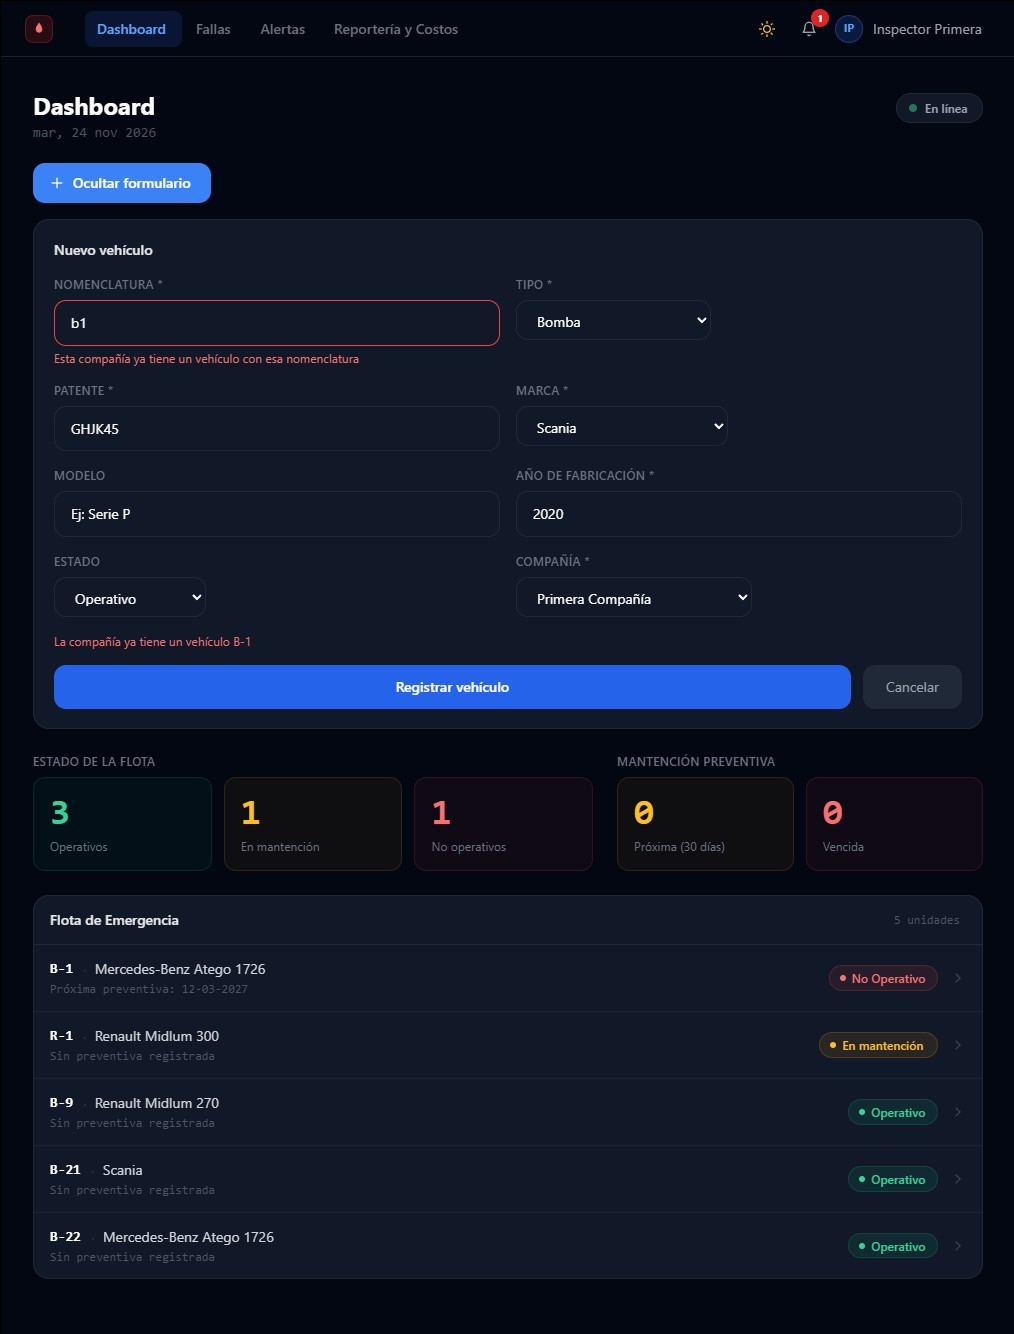 Dashboard
Fallas
Alertas
Reportería y Costos
1
IP
Inspector Primera
Dashboard
mar, 24 nov 2026
En línea
+ Ocultar formulario
Nuevo vehículo
NOMENCLATURA *
b1
Esta compañía ya tiene un vehículo con esa nomenclatura
TIPO *
Bomba
PATENTE *
GHJK45
MARCA *
Scania
MODELO
Ej: Serie P
AÑO DE FABRICACIÓN *
2020
ESTADO
Operativo
COMPAÑÍA *
Primera Compañía
La compañía ya tiene un vehículo B-1
Registrar vehículo
Cancelar
ESTADO DE LA FLOTA
3
Operativos
1
En mantención
1
No operativos
MANTENCIÓN PREVENTIVA
0
Próxima (30 días)
0
Vencida
Flota de Emergencia
5 unidades
B-1 · Mercedes-Benz Atego 1726
Próxima preventiva: 12-03-2027
No Operativo
R-1 · Renault Midlum 300
Sin preventiva registrada
En mantención
B-9 · Renault Midlum 270
Sin preventiva registrada
Operativo
B-21 · Scania
Sin preventiva registrada
Operativo
B-22 · Mercedes-Benz Atego 1726
Sin preventiva registrada
Operativo